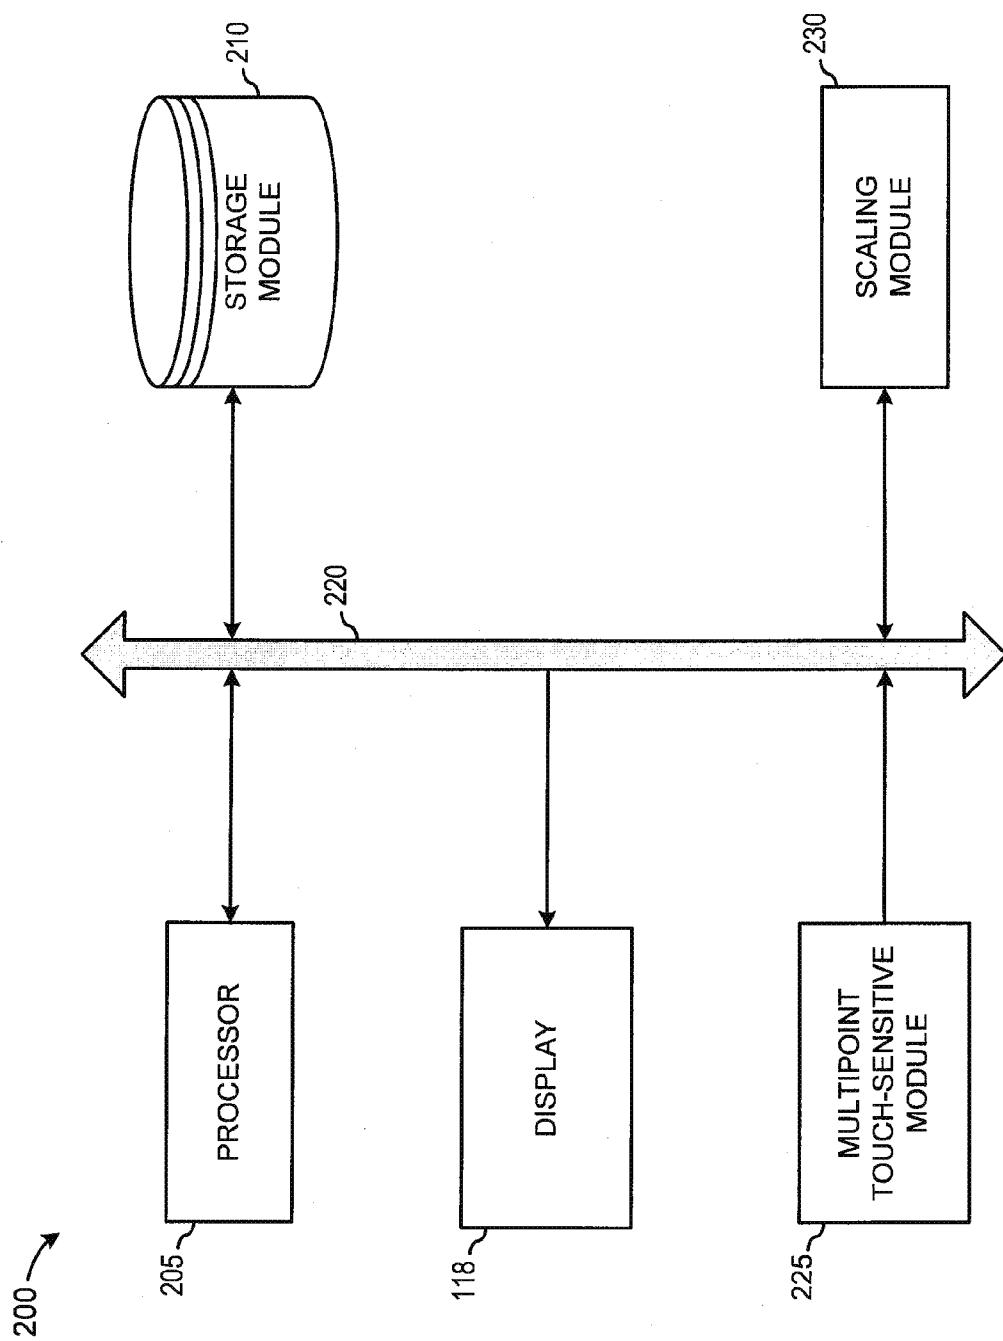 200
205
PROCESSOR
118
DISPLAY
225
MULTIPOINT
TOUCH-SENSITIVE
MODULE
220
210
STORAGE
MODULE
230
SCALING
MODULE